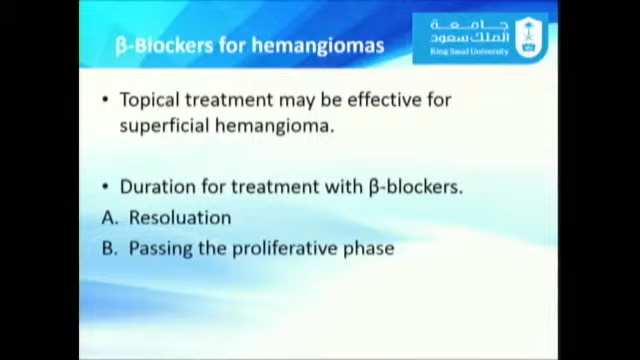 β-Blockers for hemangiomas
جامعة
الملك سعود
King Saud University
• Topical treatment may be effective for
superficial hemangioma.
• Duration for treatment with β-blockers.
A. Resoluation
B. Passing the proliferative phase